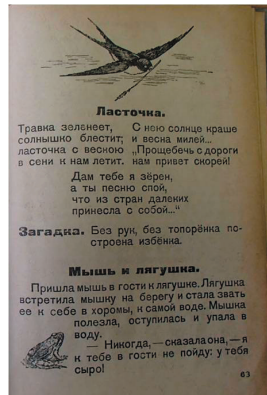 Ласточка.
Травка зеленеет,
солнышко блестит;
ласточка с весною
в сени к нам летит.
С нею солнце краше
и весна милей...
„Прощебечь с дороги
нам привет скорей!
Дам тебе я зёрен,
а ты песню спой,
что из стран далеких
принесла с собой...“
Загадка. Без рук, без топорёнка по-
строена избёнка.
Мышь и лягушка.
Пришла мышь в гости к лягушке. Лягушка
встретила мышку на берегу и стала звать
ее к себе в хоромы, к самой воде. Мышка
полезла, оступилась и упала в
воду.
— Никогда, — сказала она, — я
к тебе в гости не пойду: у тебя
сыро!
63